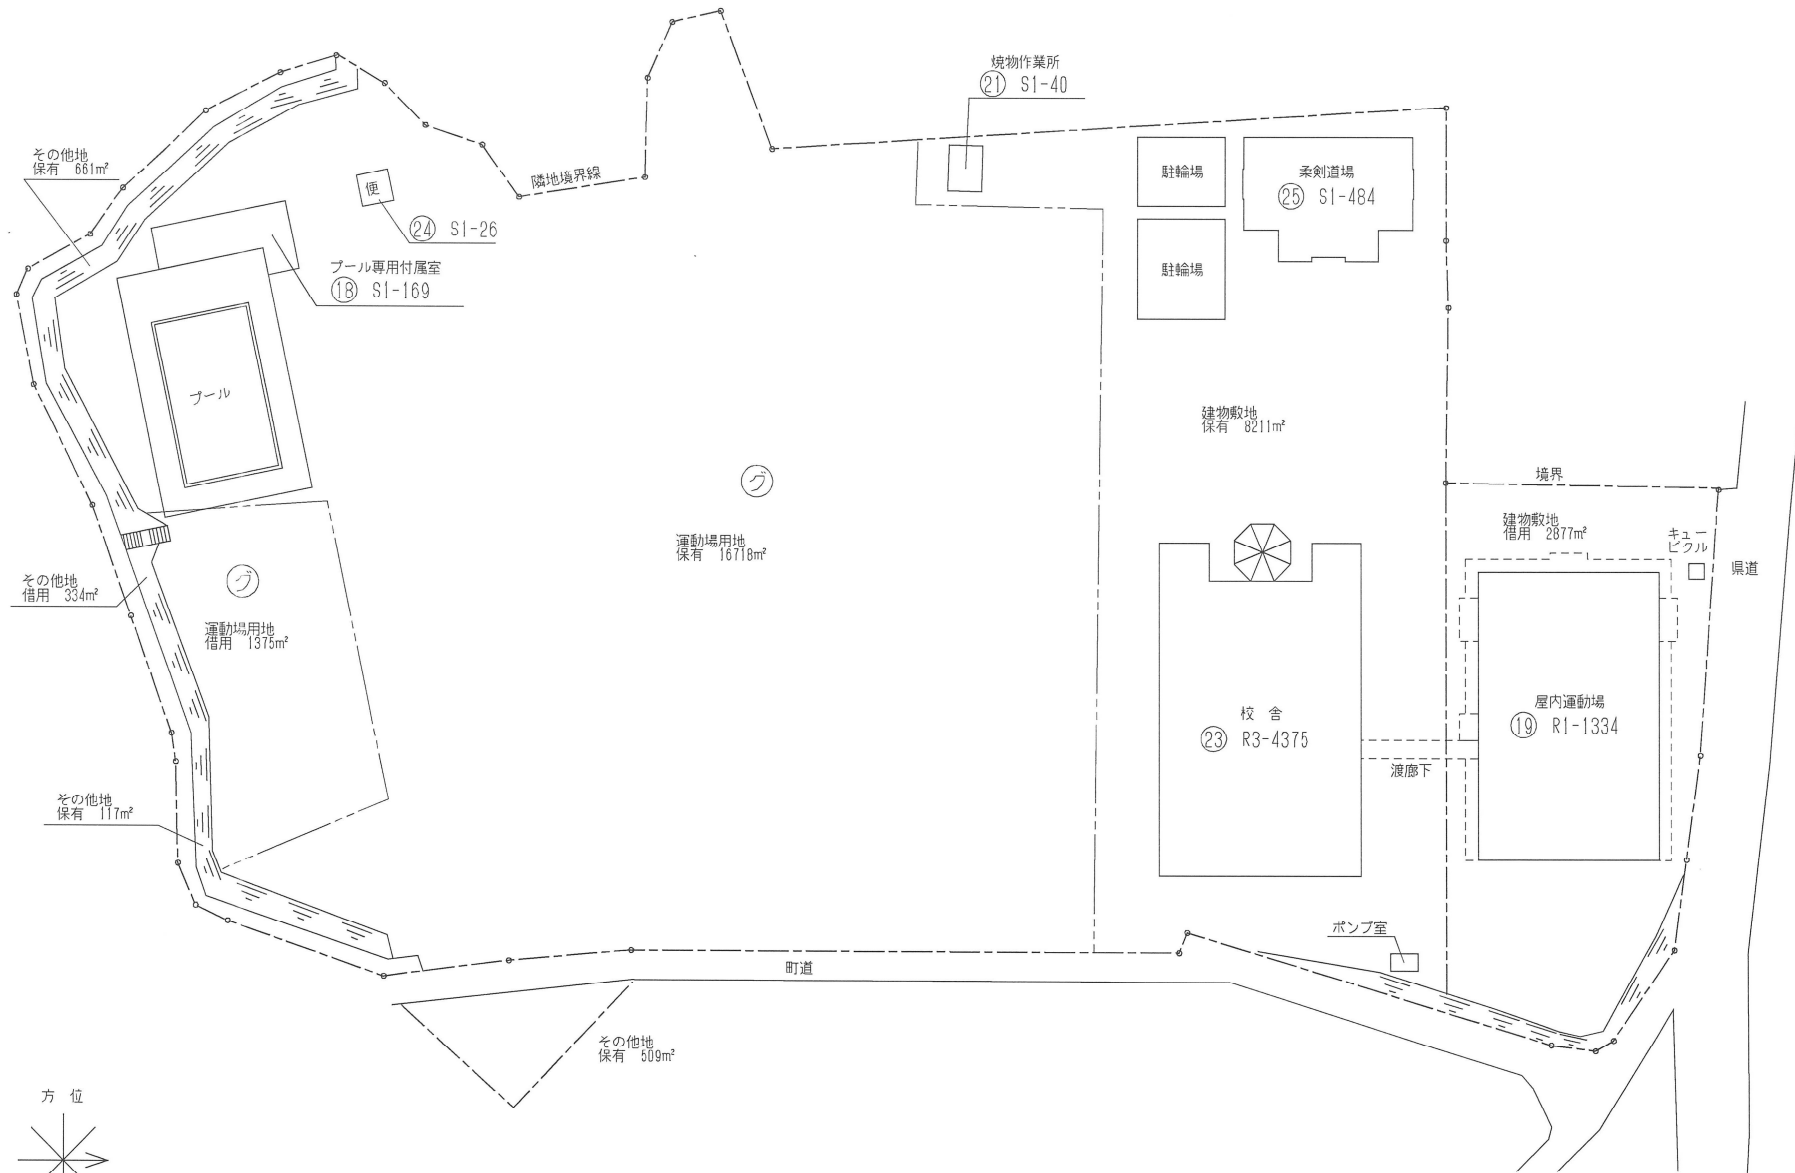 焼物作業所
㉑ S1-40
その他地
保有 661m²
隣地境界線
便
㉔ S1-26
駐輪場
柔剣道場
㉕ S1-484
プール専用付属室
⑱ S1-169
駐輪場
プール
建物敷地
保有 8211m²
境界
グ
運動場用地
保有 16718m²
建物敷地
借用 2877m²
キュー
ビクル
県道
その他地
借用 334m²
グ
運動場用地
借用 1375m²
校 舎
㉓ R3-4375
屋内運動場
⑲ R1-1334
渡廊下
その他地
保有 117m²
ポンプ室
町道
その他地
保有 509m²
方 位